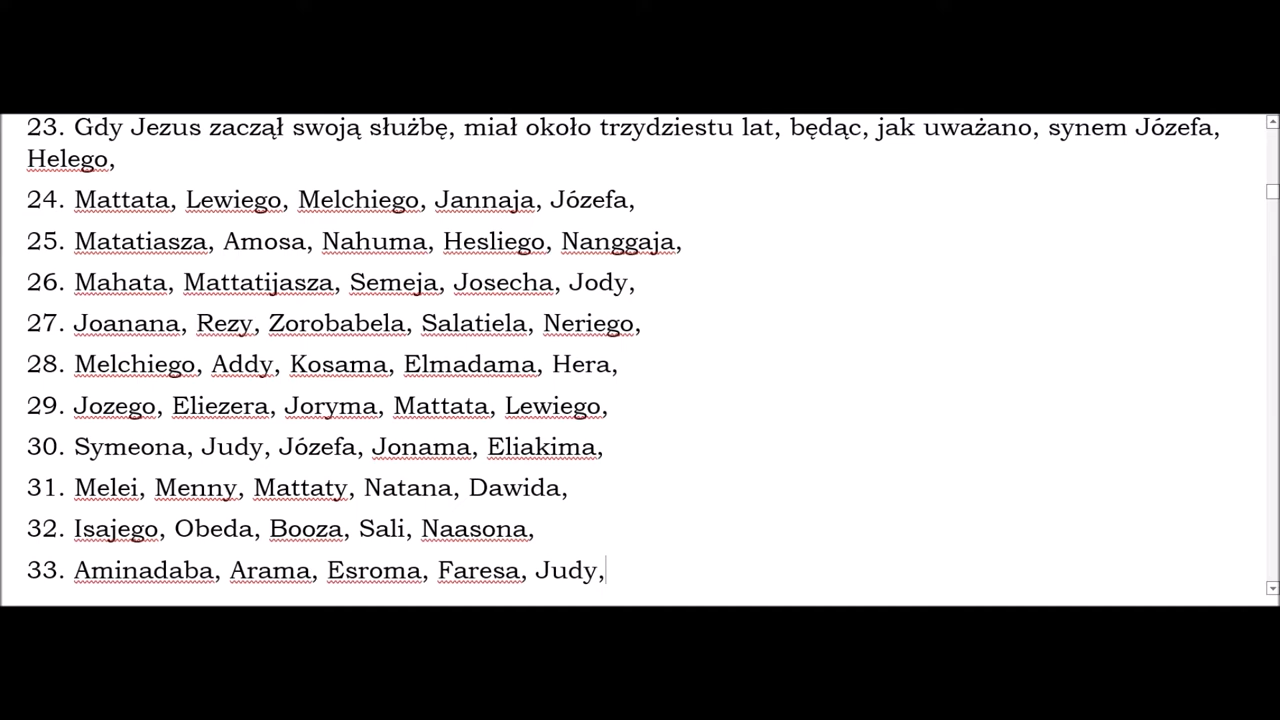 23. Gdy Jezus zaczął swoją służbę, miał około trzydziestu lat, będąc, jak uważano, synem Józefa,
Helego,
24. Mattata, Lewiego, Melchiego, Jannaja, Józefa,
25. Matatiasza, Amosa, Nahuma, Hesliego, Nanggaja,
26. Mahata, Mattatijasza, Semeja, Josecha, Jody,
27. Joanana, Rezy, Zorobabela, Salatiela, Neriego,
28. Melchiego, Addy, Kosama, Elmadama, Hera,
29. Jozego, Eliezera, Joryma, Mattata, Lewiego,
30. Symeona, Judy, Józefa, Jonama, Eliakima,
31. Melei, Menny, Mattaty, Natana, Dawida,
32. Isajego, Obeda, Booza, Sali, Naasona,
33. Aminadaba, Arama, Esroma, Faresa, Judy,